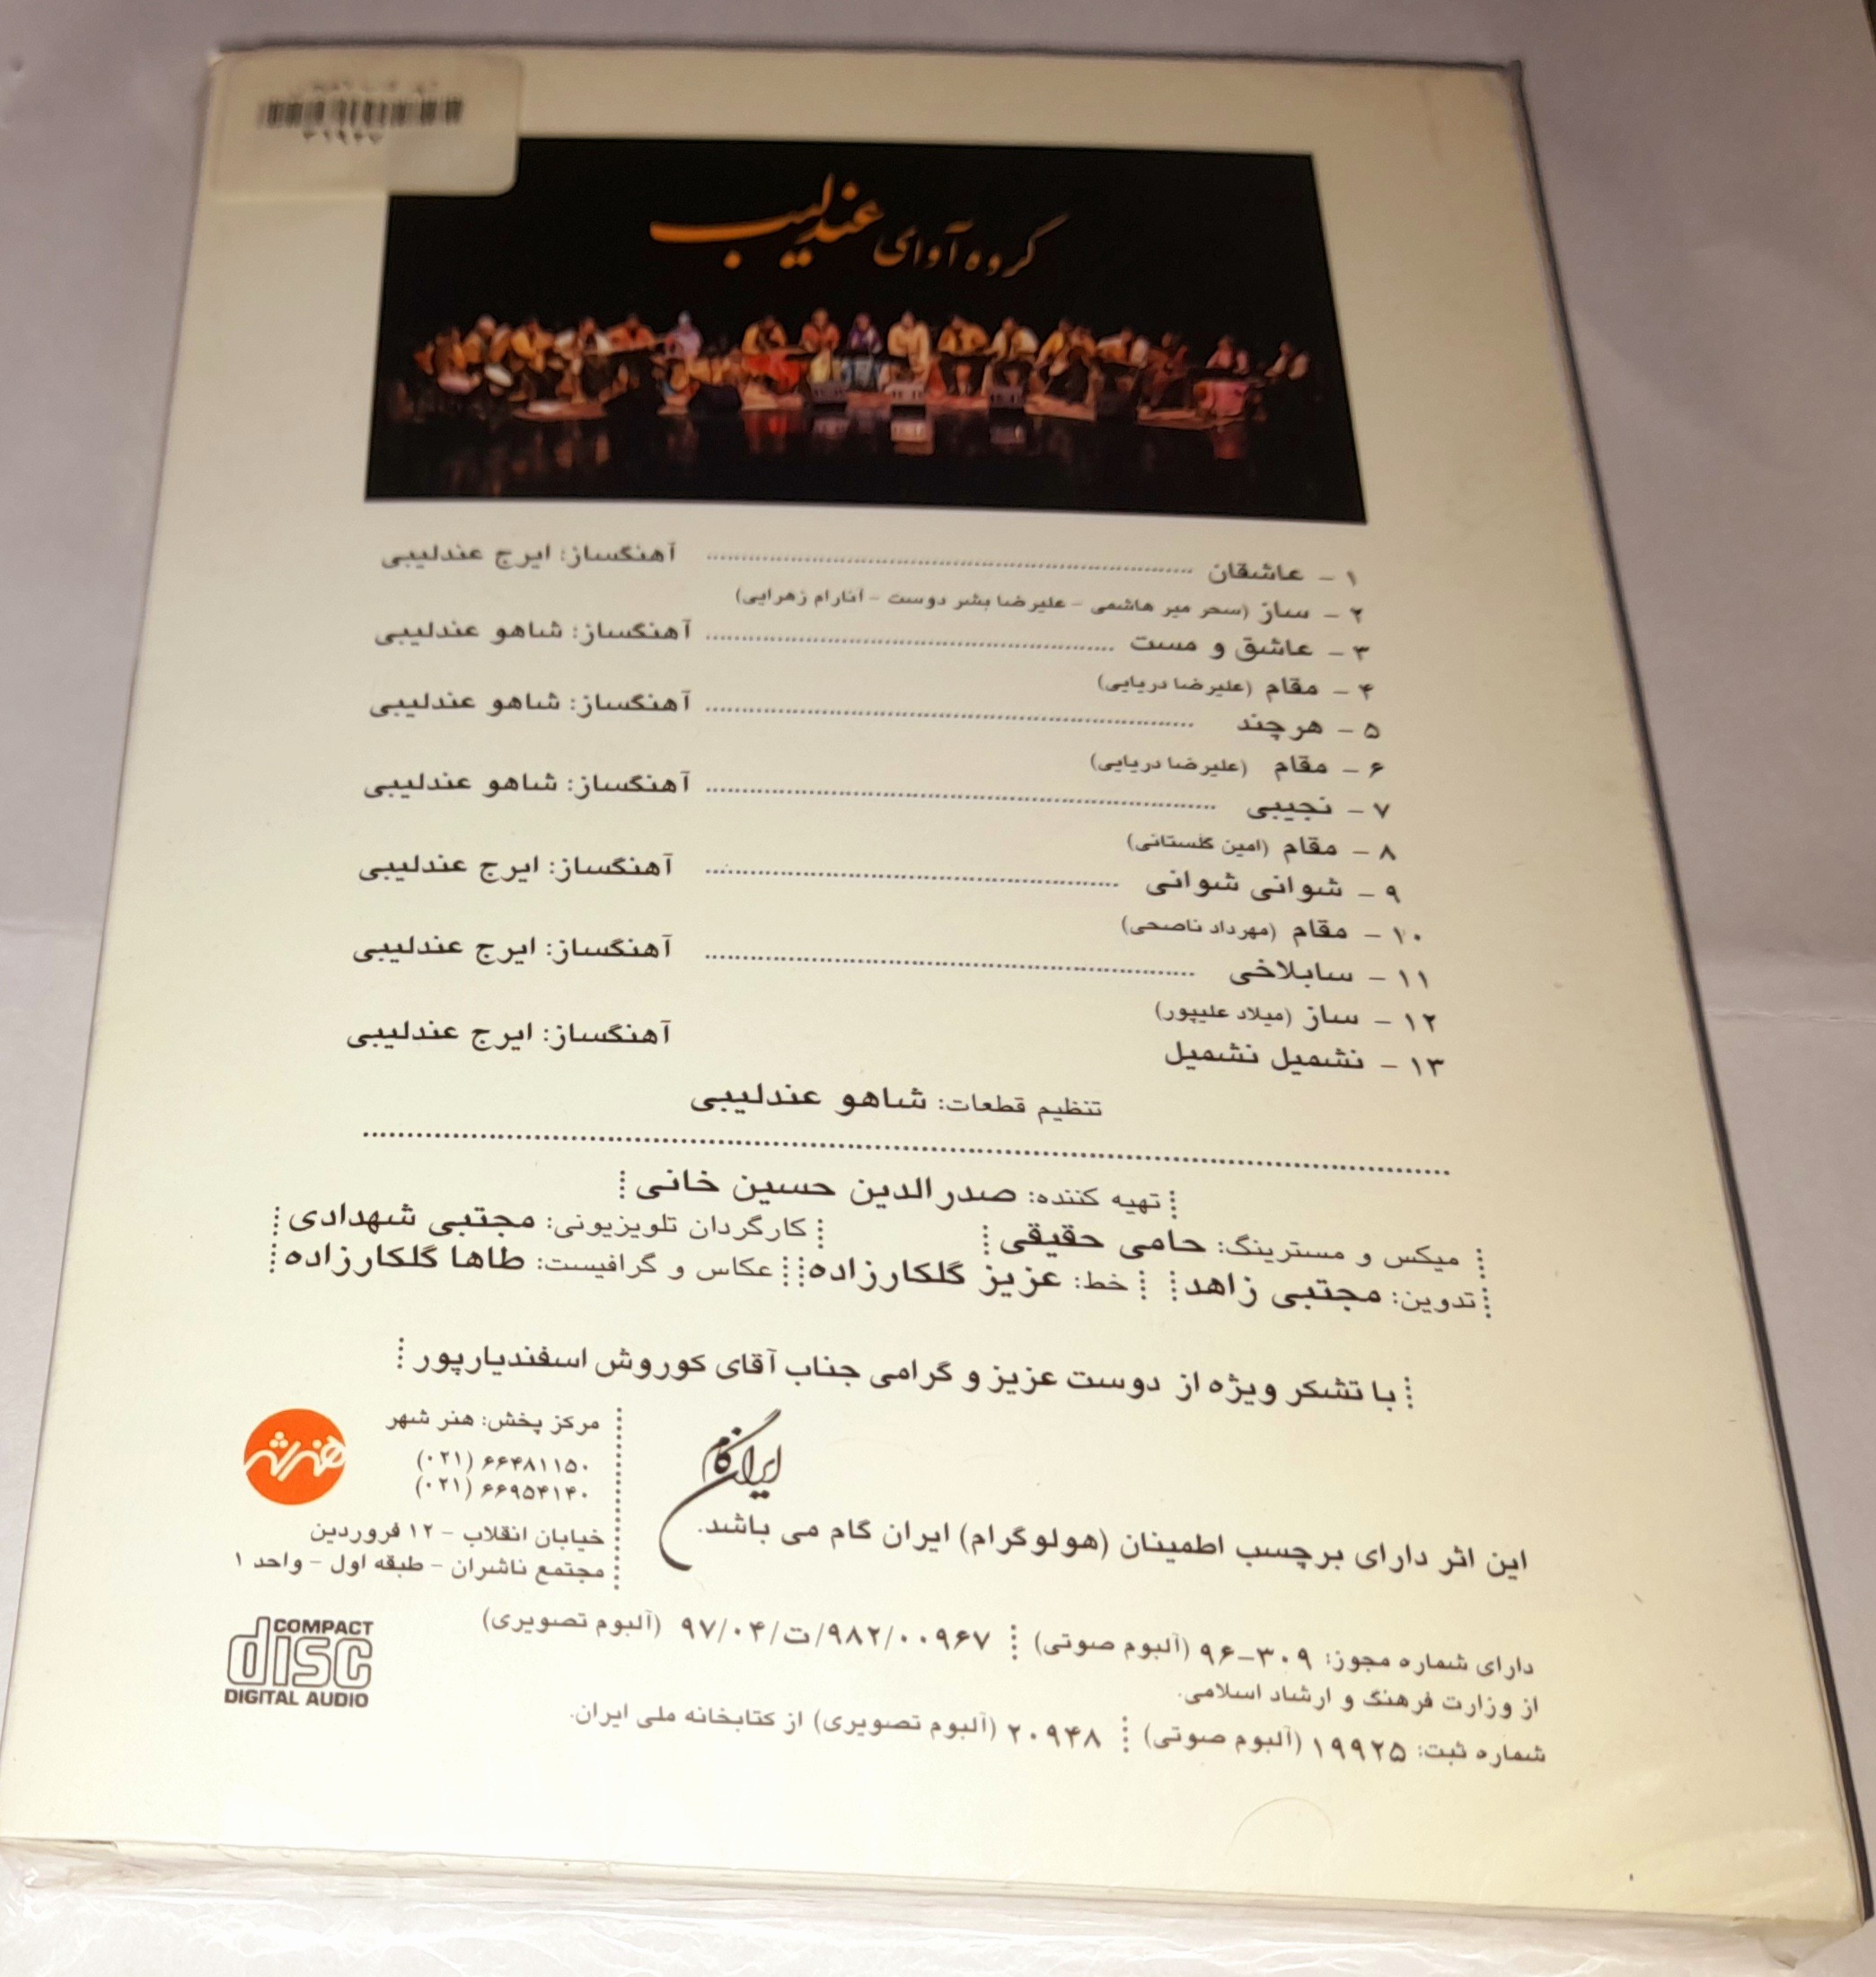 ۳۱۹۲۷
گروه آوای عندلیب
۱ - عاشقان ........ آهنگساز: ایرج عندلیبی
۲ - ساز (سحر میر هاشمی - علیرضا بشر دوست - آنارام زهرایی)
۳ - عاشق و مست ........ آهنگساز: شاهو عندلیبی
۴ - مقام (علیرضا دریایی)
۵ - هر چند ........ آهنگساز: شاهو عندلیبی
۶ - مقام (علیرضا دریایی)
۷ - نجیبی ........ آهنگساز: شاهو عندلیبی
۸ - مقام (امین گلستانی)
۹ - شوانی شوانی ........ آهنگساز: ایرج عندلیبی
۱۰ - مقام (مهرداد ناصحی)
۱۱ - سابلاخی ........ آهنگساز: ایرج عندلیبی
۱۲ - ساز (میلاد علیپور)
۱۳ - نشمیل نشمیل آهنگساز: ایرج عندلیبی
تنظیم قطعات: شاهو عندلیبی
تهیه کننده: صدرالدین حسین خانی
میکس و مسترینگ: حامی حقیقی کارگردان تلویزیونی: مجتبی شهدادی
تدوین: مجتبی زاهد خط: عزیز گلکارزاده عکاس و گرافیست: طاها گلکارزاده
با تشکر ویژه از دوست عزیز و گرامی جناب آقای کوروش اسفندیارپور
ایران گام
این اثر دارای برچسب اطمینان (هولوگرام) ایران گام می باشد.
مرکز پخش: هنر شهر
۶۶۴۸۱۱۵۰ (۰۲۱)
۶۶۹۵۴۱۴۰ (۰۲۱)
خیابان انقلاب - ۱۲ فروردین
مجتمع ناشران - طبقه اول - واحد ۱
هنر شهر
دارای شماره مجوز: ۳۰۹-۹۶ (آلبوم صوتی) ۹۷/۰۴/ت/۹۸۲/۰۰۹۶۷ (آلبوم تصویری)
از وزارت فرهنگ و ارشاد اسلامی.
شماره ثبت: ۱۹۹۲۵ (آلبوم صوتی) ۲۰۹۴۸ (آلبوم تصویری) از کتابخانه ملی ایران.
COMPACT
disc
DIGITAL AUDIO